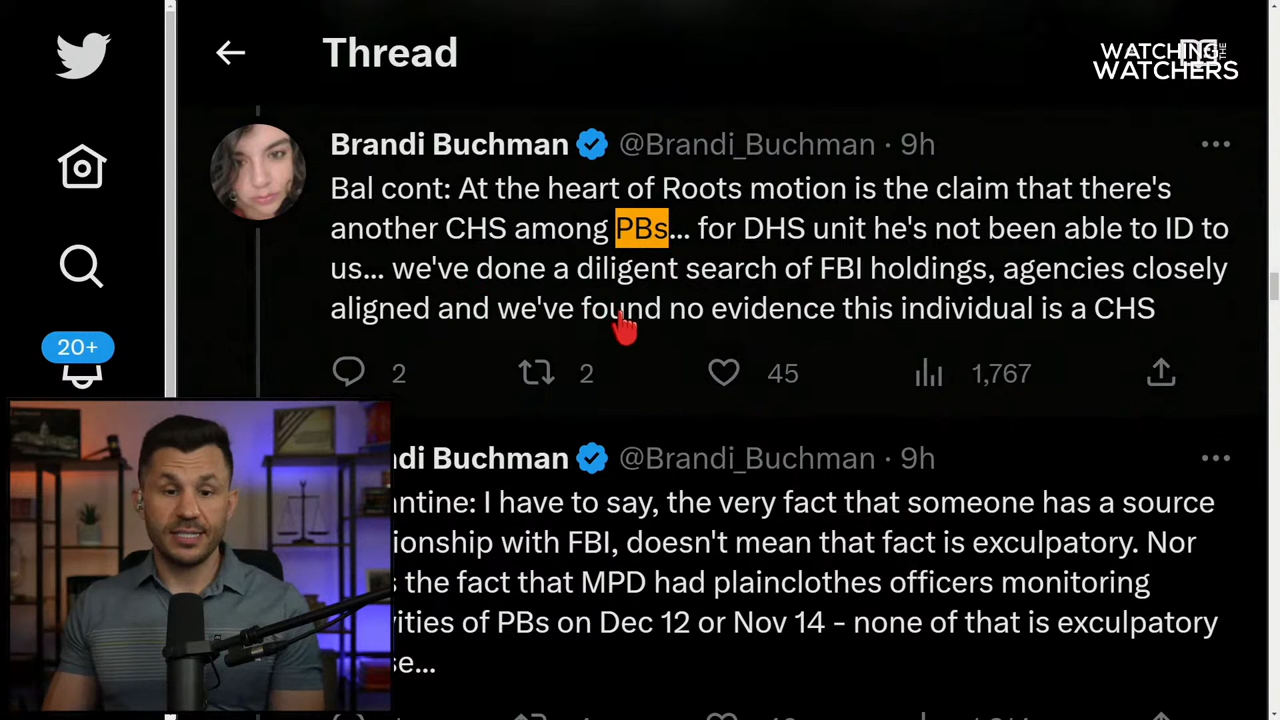 Thread
WATCHING THE
WATCHERS
Brandi Buchman @Brandi_Buchman · 9h
Bal cont: At the heart of Roots motion is the claim that there's
another CHS among PBs... for DHS unit he's not been able to ID to
us... we've done a diligent search of FBI holdings, agencies closely
aligned and we've found no evidence this individual is a CHS
20+
2 2 45 1,767
ndi Buchman @Brandi_Buchman · 9h
ntine: I have to say, the very fact that someone has a source
ionship with FBI, doesn't mean that fact is exculpatory. Nor
s the fact that MPD had plainclothes officers monitoring
vities of PBs on Dec 12 or Nov 14 - none of that is exculpatory
se...